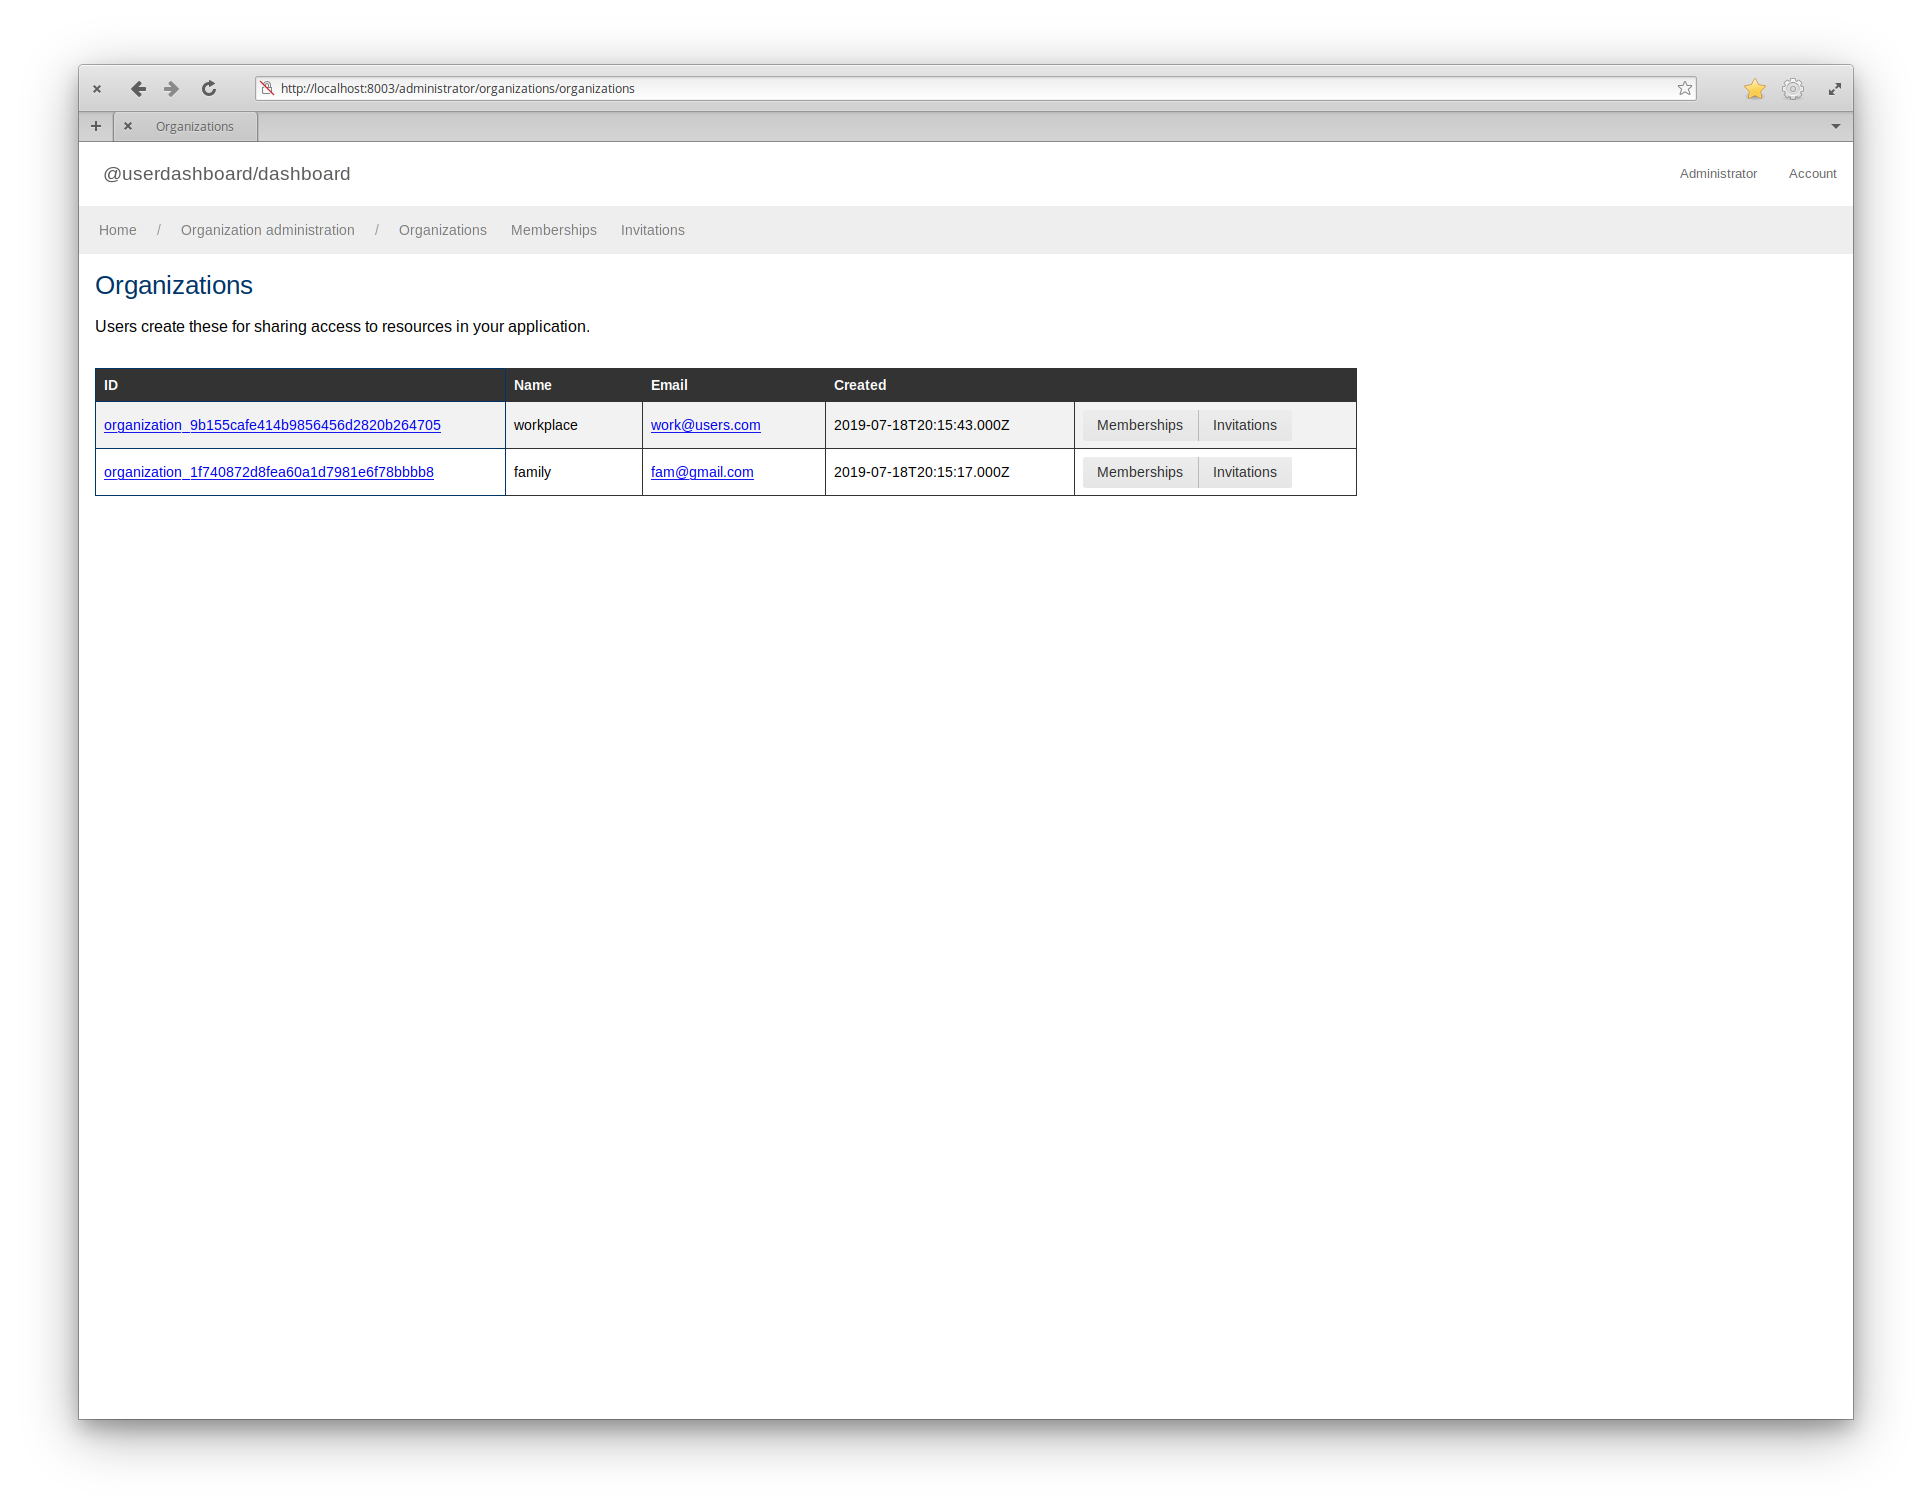 http://localhost:8003/administrator/organizations/organizations
Organizations
@userdashboard/dashboard Administrator Account
Home / Organization administration / Organizations Memberships Invitations
Organizations
Users create these for sharing access to resources in your application.
ID Name Email Created
organization_9b155cafe414b9856456d2820b264705 workplace work@users.com 2019-07-18T20:15:43.000Z Memberships Invitations
organization_1f740872d8fea60a1d7981e6f78bbbb8 family fam@gmail.com 2019-07-18T20:15:17.000Z Memberships Invitations